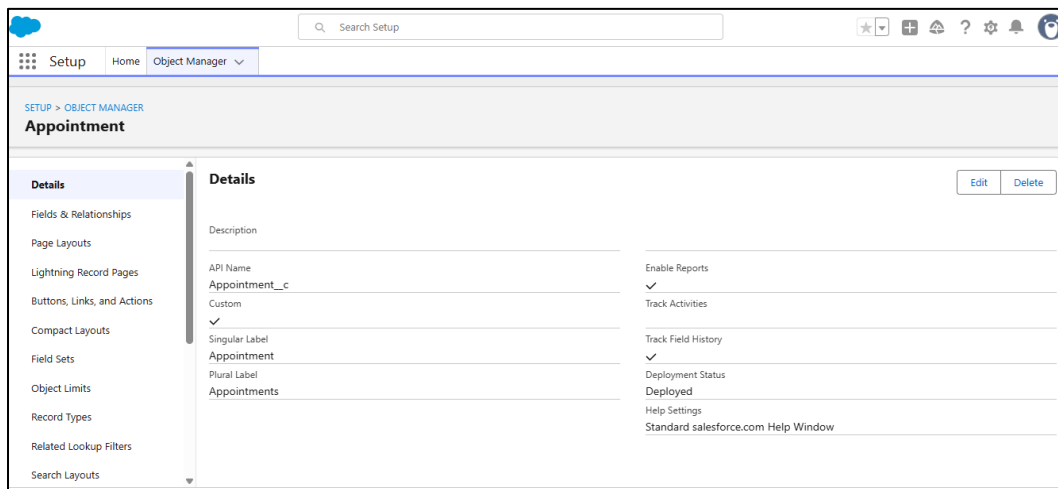 Search Setup
Setup Home Object Manager
SETUP > OBJECT MANAGER
Appointment
Details
Fields & Relationships
Page Layouts
Lightning Record Pages
Buttons, Links, and Actions
Compact Layouts
Field Sets
Object Limits
Record Types
Related Lookup Filters
Search Layouts
Details
Edit Delete
Description
API Name
Appointment__c
Custom
Singular Label
Appointment
Plural Label
Appointments
Enable Reports
Track Activities
Track Field History
Deployment Status
Deployed
Help Settings
Standard salesforce.com Help Window